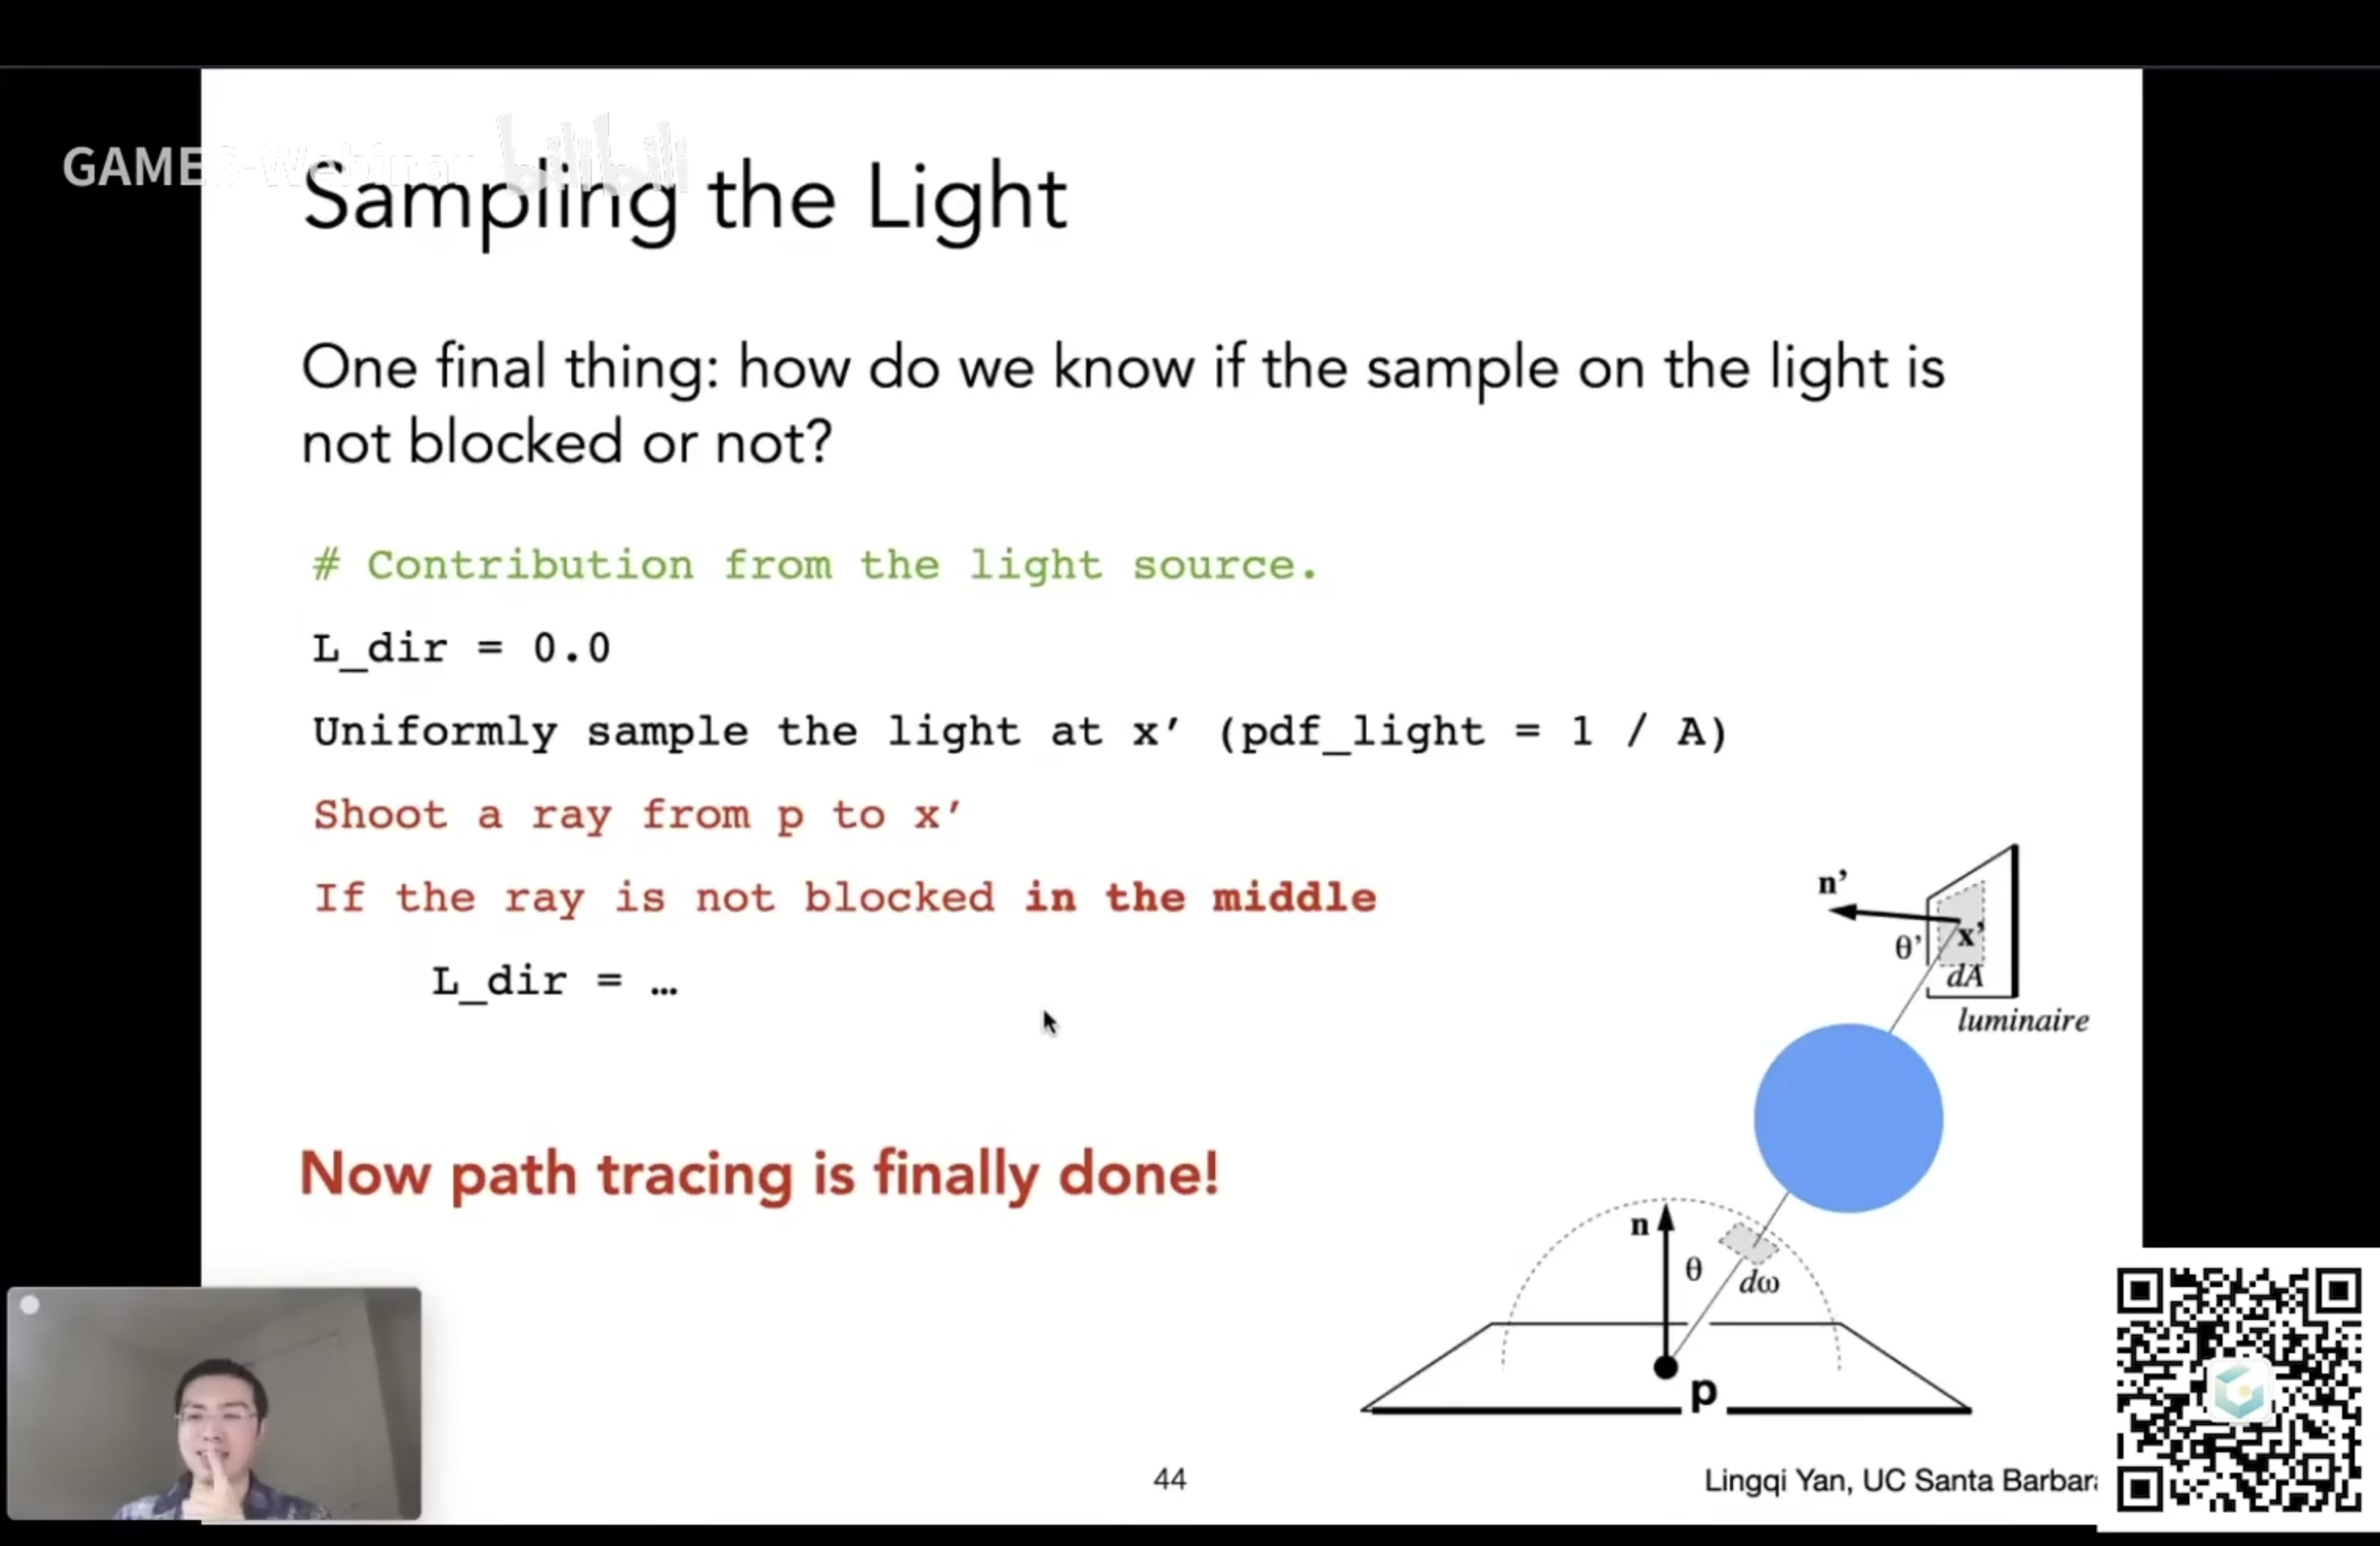 GAMES-Webinar bilibili
Sampling the Light
One final thing: how do we know if the sample on the light is
not blocked or not?
# Contribution from the light source.
L_dir = 0.0
Uniformly sample the light at x′ (pdf_light = 1 / A)
Shoot a ray from p to x′
If the ray is not blocked in the middle
L_dir = …
n’
θ’
x’
dA
luminaire
Now path tracing is finally done!
n
θ
dω
p
44
Lingqi Yan, UC Santa Barbara